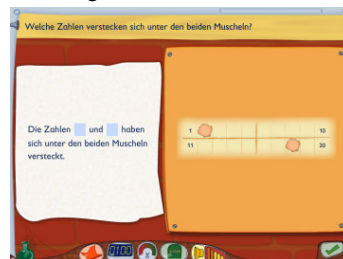 Welche Zahlen verstecken sich unter den beiden Muscheln?
Die Zahlen und haben
sich unter den beiden Muscheln
versteckt.
1 10
11 20
0100